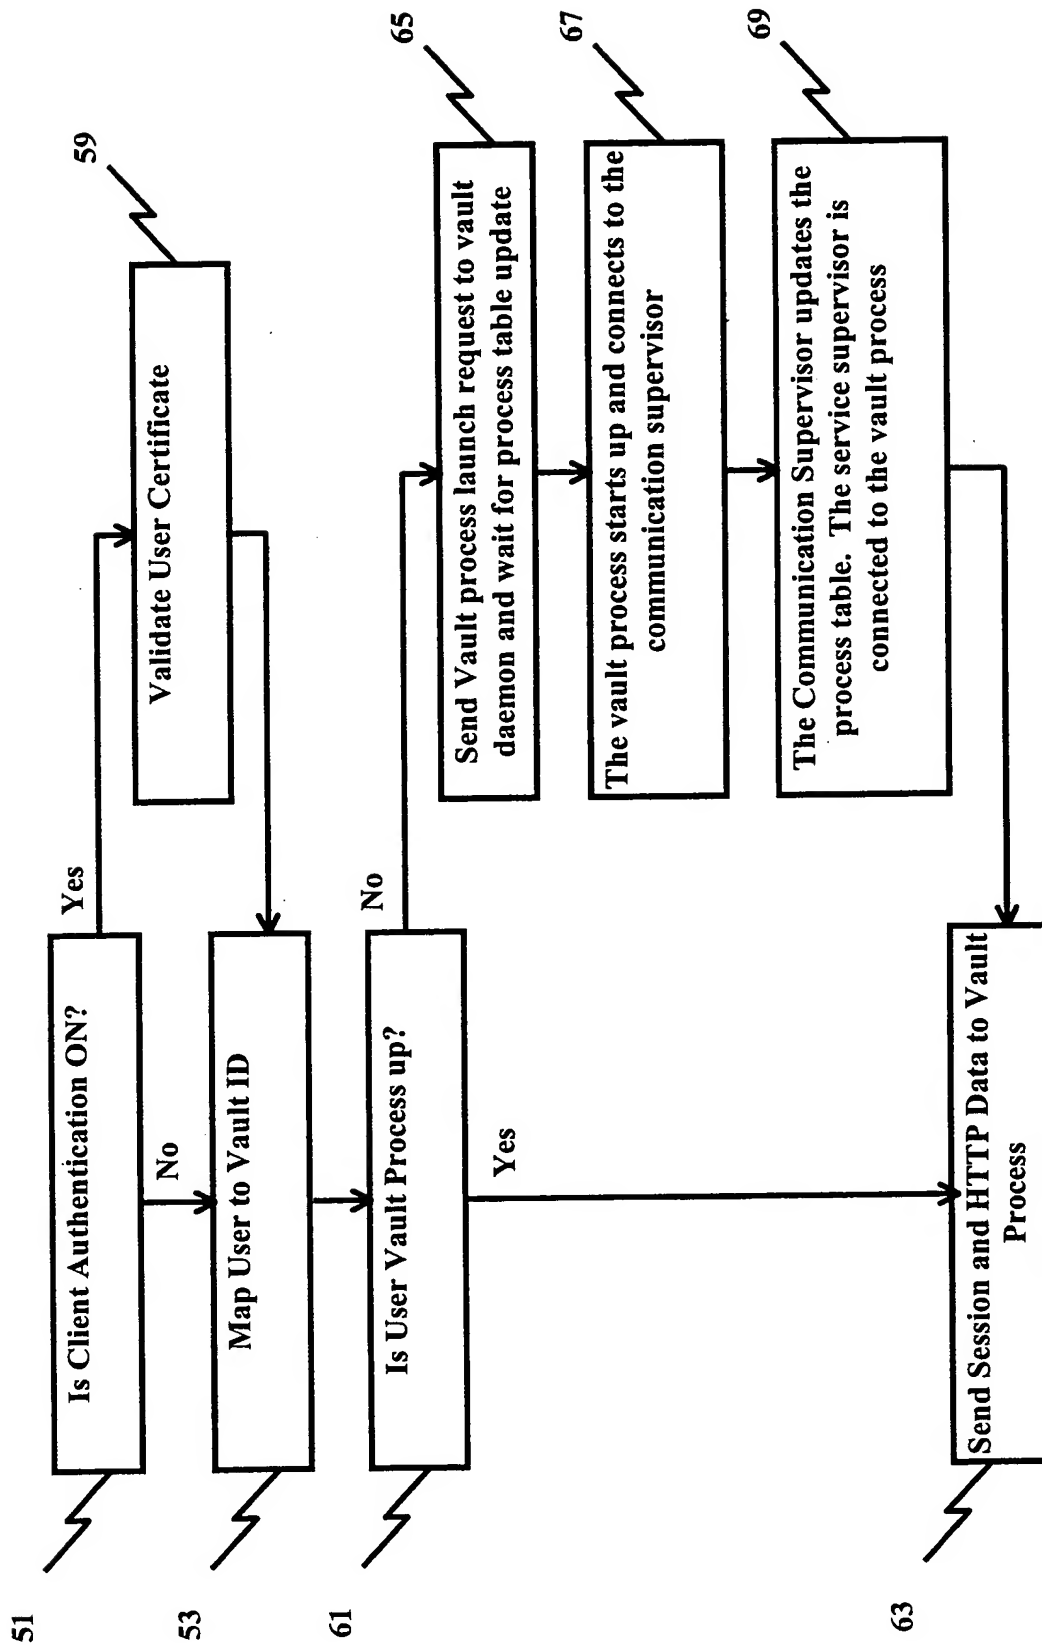 51
Is Client Authentication ON?
Yes
59
Validate User Certificate
No
53
Map User to Vault ID
61
Is User Vault Process up?
No
65
Send Vault process launch request to vault
daemon and wait for process table update
67
The vault process starts up and connects to the
communication supervisor
69
The Communication Supervisor updates the
process table. The service supervisor is
connected to the vault process
Yes
63
Send Session and HTTP Data to Vault
Process